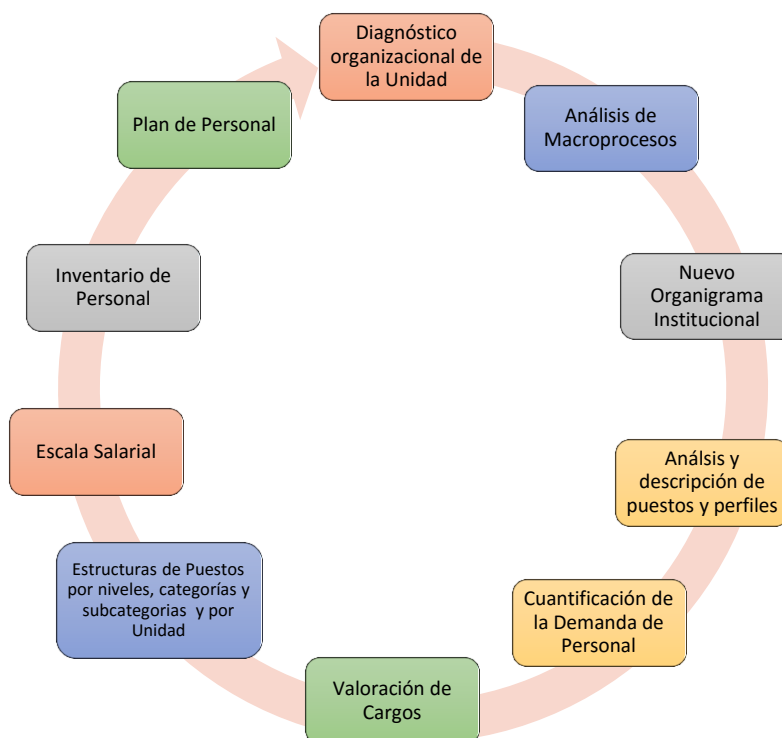 Diagnóstico
organizacional de
la Unidad
Análisis de
Macroprocesos
Nuevo
Organigrama
Institucional
Análsis y
descripción de
puestos y perfiles
Cuantificación de
la Demanda de
Personal
Valoración de
Cargos
Estructuras de Puestos
por niveles, categorías y
subcategorias y por
Unidad
Escala Salarial
Inventario de
Personal
Plan de Personal